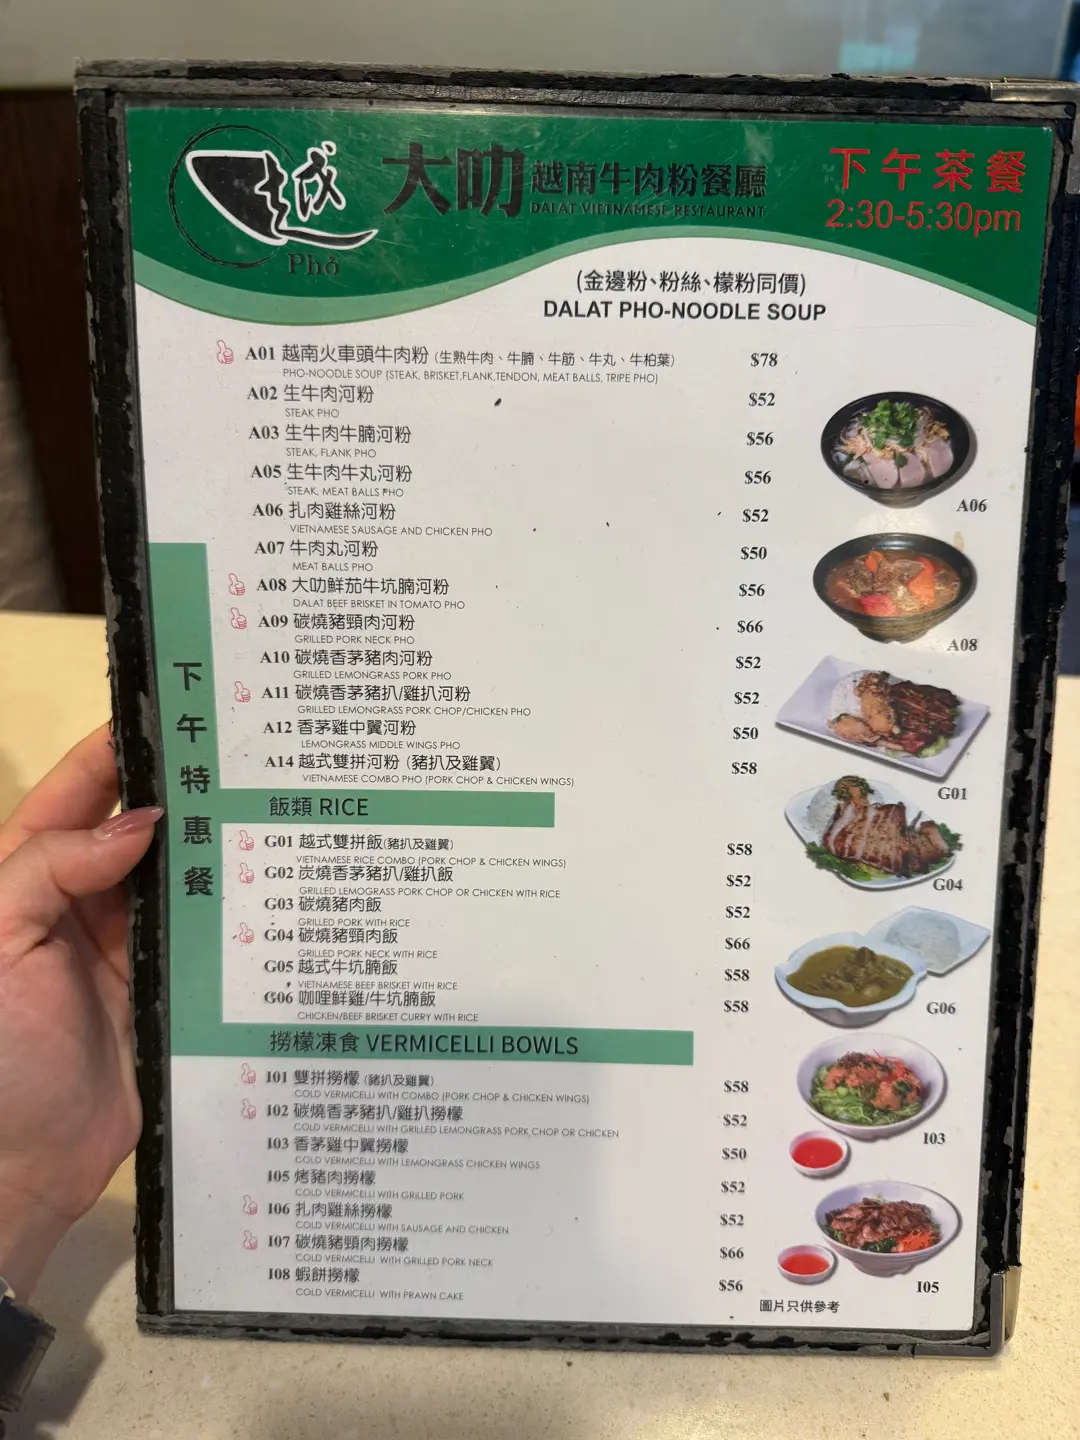 越
Phở
大叻越南牛肉粉餐廳
DALAT VIETNAMESE RESTAURANT
下午茶餐
2:30-5:30pm
(金邊粉、粉絲、檬粉同價)
DALAT PHO-NOODLE SOUP
下午特惠餐
A01 越南火車頭牛肉粉 (生熟牛肉、牛腩、牛筋、牛丸、牛柏葉) $78
PHO-NOODLE SOUP (STEAK, BRISKET,FLANK,TENDON, MEAT BALLS, TRIPE PHO)
A02 生牛肉河粉 $52
STEAK PHO
A03 生牛肉牛腩河粉 $56
STEAK, FLANK PHO
A05 生牛肉牛丸河粉 $56
STEAK, MEAT BALLS PHO
A06 扎肉雞絲河粉 $52
VIETNAMESE SAUSAGE AND CHICKEN PHO
A07 牛肉丸河粉 $50
MEAT BALLS PHO
A08 大叻鮮茄牛坑腩河粉 $56
DALAT BEEF BRISKET IN TOMATO PHO
A09 碳燒豬頸肉河粉 $66
GRILLED PORK NECK PHO
A10 碳燒香茅豬肉河粉 $52
GRILLED LEMONGRASS PORK PHO
A11 碳燒香茅豬扒/雞扒河粉 $52
GRILLED LEMONGRASS PORK CHOP/CHICKEN PHO
A12 香茅雞中翼河粉 $50
LEMONGRASS MIDDLE WINGS PHO
A14 越式雙拼河粉 (豬扒及雞翼) $58
VIETNAMESE COMBO PHO (PORK CHOP & CHICKEN WINGS)
飯類 RICE
G01 越式雙拼飯(豬扒及雞翼) $58
VIETNAMESE RICE COMBO (PORK CHOP & CHICKEN WINGS)
G02 炭燒香茅豬扒/雞扒飯 $52
GRILLED LEMOGRASS PORK CHOP OR CHICKEN WITH RICE
G03 碳燒豬肉飯 $52
GRILLED PORK WITH RICE
G04 碳燒豬頸肉飯 $66
GRILLED PORK NECK WITH RICE
G05 越式牛坑腩飯 $58
VIETNAMESE BEEF BRISKET WITH RICE
G06 咖哩鮮雞/牛坑腩飯 $58
CHICKEN/BEEF BRISKET CURRY WITH RICE
撈檬凍食 VERMICELLI BOWLS
I01 雙拼撈檬 (豬扒及雞翼) $58
COLD VERMICELLI WITH COMBO (PORK CHOP & CHICKEN WINGS)
I02 碳燒香茅豬扒/雞扒撈檬 $52
COLD VERMICELLI WITH GRILLED LEMONGRASS PORK CHOP OR CHICKEN
I03 香茅雞中翼撈檬 $50
COLD VERMICELLI WITH LEMONGRASS CHICKEN WINGS
I05 烤豬肉撈檬 $52
COLD VERMICELLI WITH GRILLED PORK
I06 扎肉雞絲撈檬 $52
COLD VERMICELLI WITH SAUSAGE AND CHICKEN
I07 碳燒豬頸肉撈檬 $66
COLD VERMICELLI WITH GRILLED PORK NECK
I08 蝦餅撈檬 $56
COLD VERMICELLI WITH PRAWN CAKE
A06
A08
G01
G04
G06
I03
I05
圖片只供參考